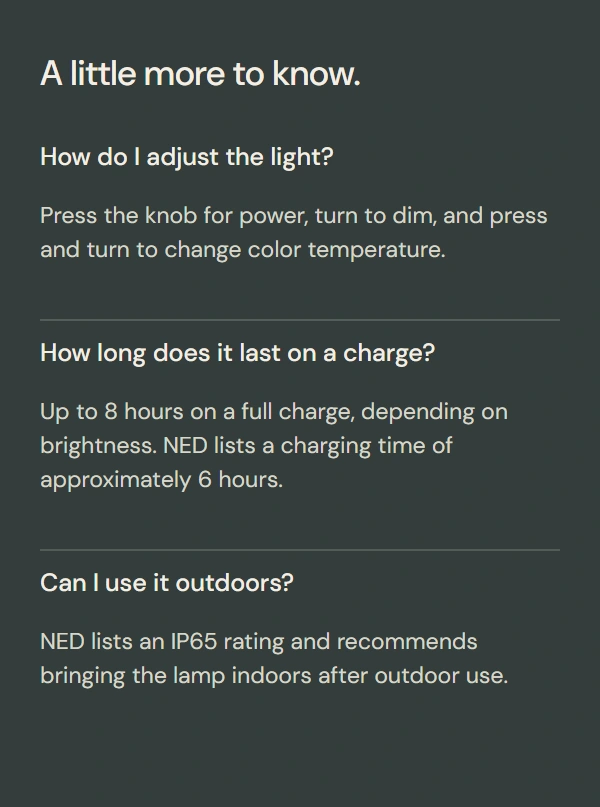 A little more to know.
How do I adjust the light?
Press the knob for power, turn to dim, and press
and turn to change color temperature.
How long does it last on a charge?
Up to 8 hours on a full charge, depending on
brightness. NED lists a charging time of
approximately 6 hours.
Can I use it outdoors?
NED lists an IP65 rating and recommends
bringing the lamp indoors after outdoor use.